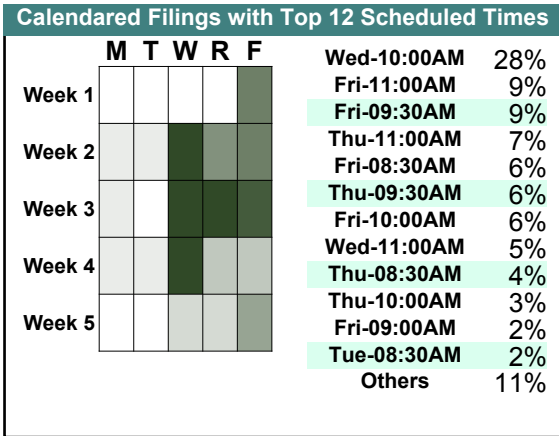 Calendared Filings with Top 12 Scheduled Times
M T W R F
Week 1
Week 2
Week 3
Week 4
Week 5
Wed-10:00AM 28%
Fri-11:00AM 9%
Fri-09:30AM 9%
Thu-11:00AM 7%
Fri-08:30AM 6%
Thu-09:30AM 6%
Fri-10:00AM 6%
Wed-11:00AM 5%
Thu-08:30AM 4%
Thu-10:00AM 3%
Fri-09:00AM 2%
Tue-08:30AM 2%
Others 11%